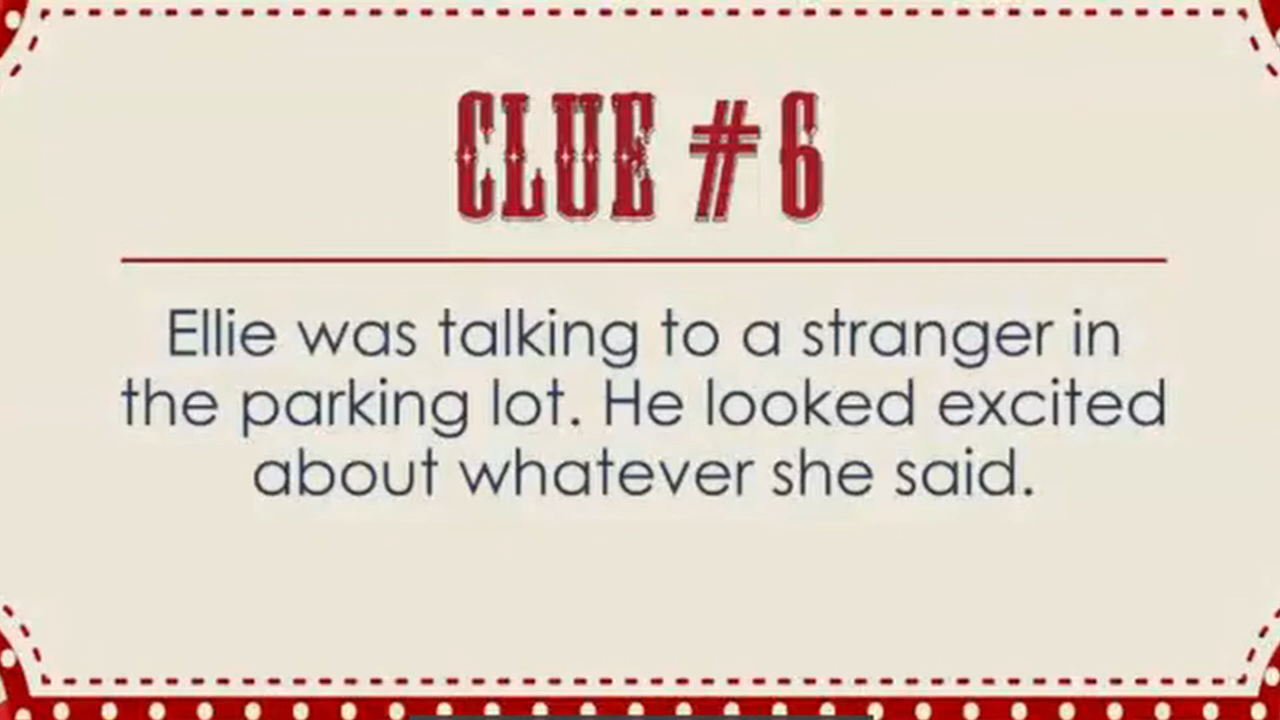 CLUE #6
Ellie was talking to a stranger in
the parking lot. He looked excited
about whatever she said.